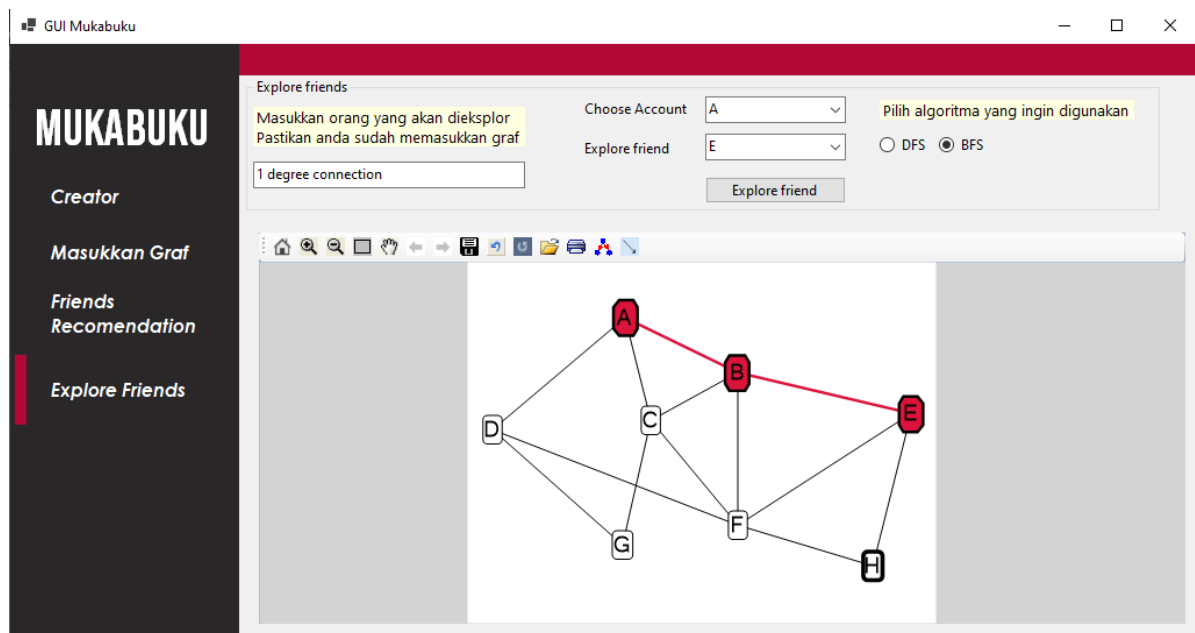 GUI Mukabuku
MUKABUKU
Creator
Masukkan Graf
Friends
Recomendation
Explore Friends
Explore friends
Masukkan orang yang akan dieksplor
Pastikan anda sudah memasukkan graf
1 degree connection
Choose Account
A
Explore friend
E
Explore friend
Pilih algoritma yang ingin digunakan
DFS
BFS
A
B
E
C
D
F
G
H